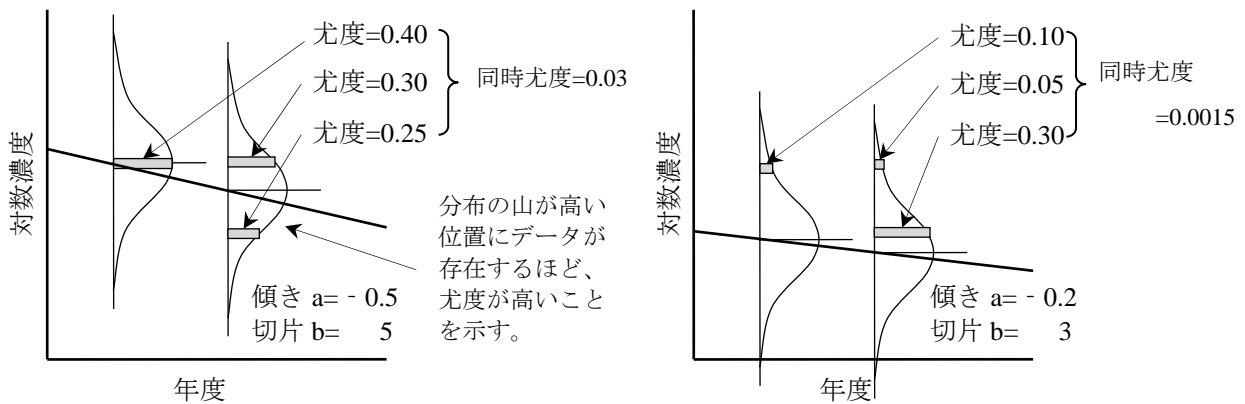 尤度=0.40
尤度=0.30
尤度=0.25
同時尤度=0.03
対数濃度
分布の山が高い
位置にデータが
存在するほど、
尤度が高いこと
を示す。
傾き a= - 0.5
切片 b= 5
年度
尤度=0.10
尤度=0.05
尤度=0.30
同時尤度
=0.0015
対数濃度
傾き a= - 0.2
切片 b= 3
年度